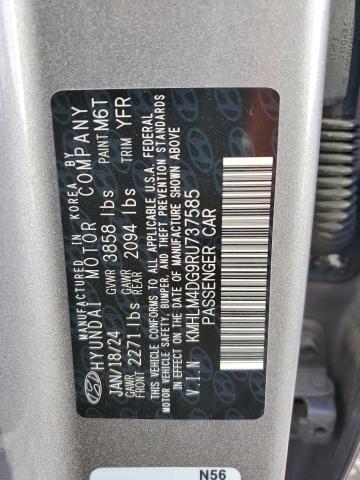 MANUFACTURED IN KOREA BY
HYUNDAI MOTOR COMPANY
JAN/18/24 GVWR 3858 lbs PAINT M6T
GAWR FRONT 2271 lbs GAWR REAR 2094 lbs TRIM YFR
THIS VEHICLE CONFORMS TO ALL APPLICABLE U.S.A. FEDERAL
MOTOR VEHICLE SAFETY, BUMPER, AND THEFT PREVENTION STANDARDS
IN EFFECT ON THE DATE OF MANUFACTURE SHOWN ABOVE
V.I.N KMHLM4DG9RU737585
PASSENGER CAR
N56